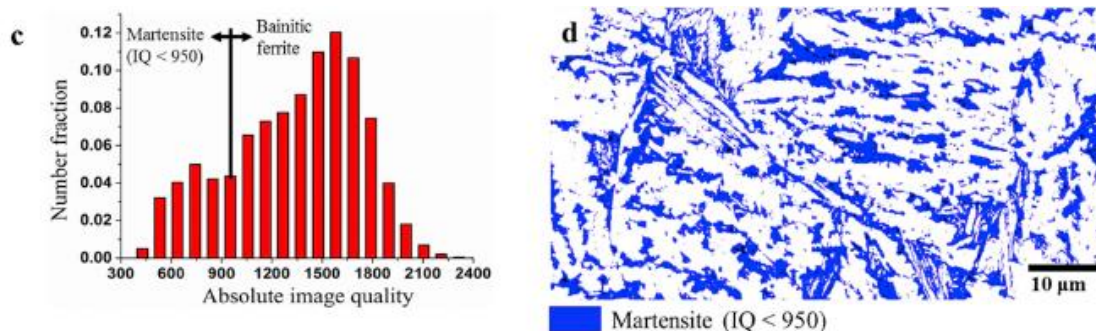 c
Martensite
(IQ < 950)
Bainitic
ferrite
0.12
0.10
0.08
0.06
0.04
0.02
0.00
Number fraction
300 600 900 1200 1500 1800 2100 2400
Absolute image quality
d
10 µm
Martensite (IQ < 950)